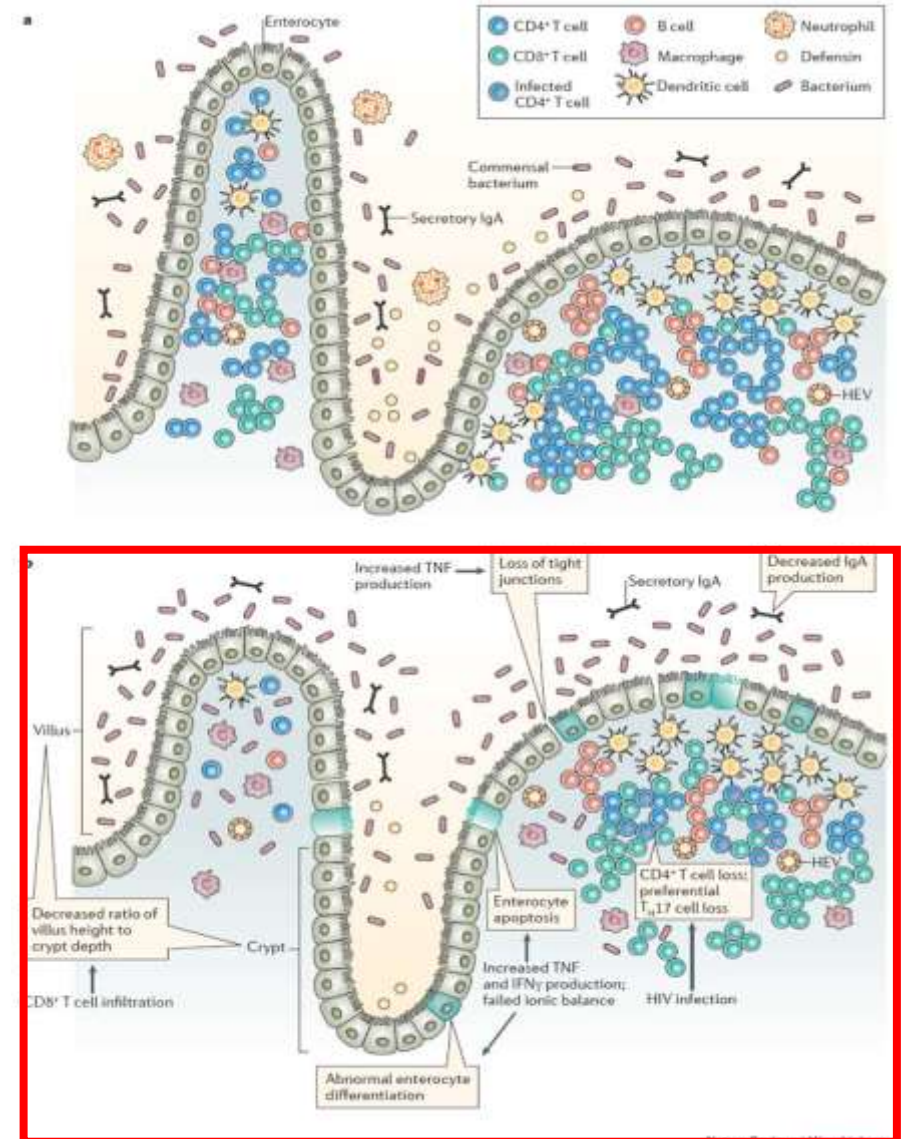 a
Enterocyte
CD4⁺ T cell
B cell
Neutrophil
CD8⁺ T cell
Macrophage
Defensin
Infected
CD4⁺ T cell
Dendritic cell
Bacterium
Commensal
bacterium
Secretory IgA
HEV
Increased TNF
production
Loss of tight
junctions
Secretory IgA
Decreased IgA
production
Villus
HEV
CD4⁺ T cell loss;
preferential
T_H17 cell loss
Enterocyte
apoptosis
Decreased ratio of
villus height to
crypt depth
Crypt
Increased TNF
and IFNγ production;
failed ionic balance
HIV infection
CD8⁺ T cell infiltration
Abnormal enterocyte
differentiation